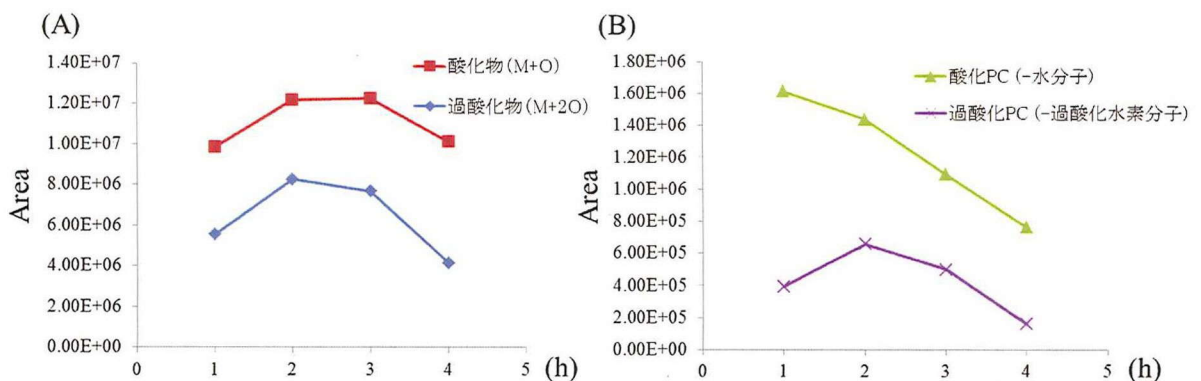 (A)
1.40E+07
1.20E+07
1.00E+07
8.00E+06
6.00E+06
4.00E+06
2.00E+06
0.00E+00
Area
酸化物(M+O)
過酸化物(M+2O)
0 1 2 3 4 5 (h)
(B)
1.80E+06
1.60E+06
1.40E+06
1.20E+06
1.00E+06
8.00E+05
6.00E+05
4.00E+05
2.00E+05
0.00E+00
Area
酸化PC (-水分子)
過酸化PC (-過酸化水素分子)
0 1 2 3 4 5 (h)